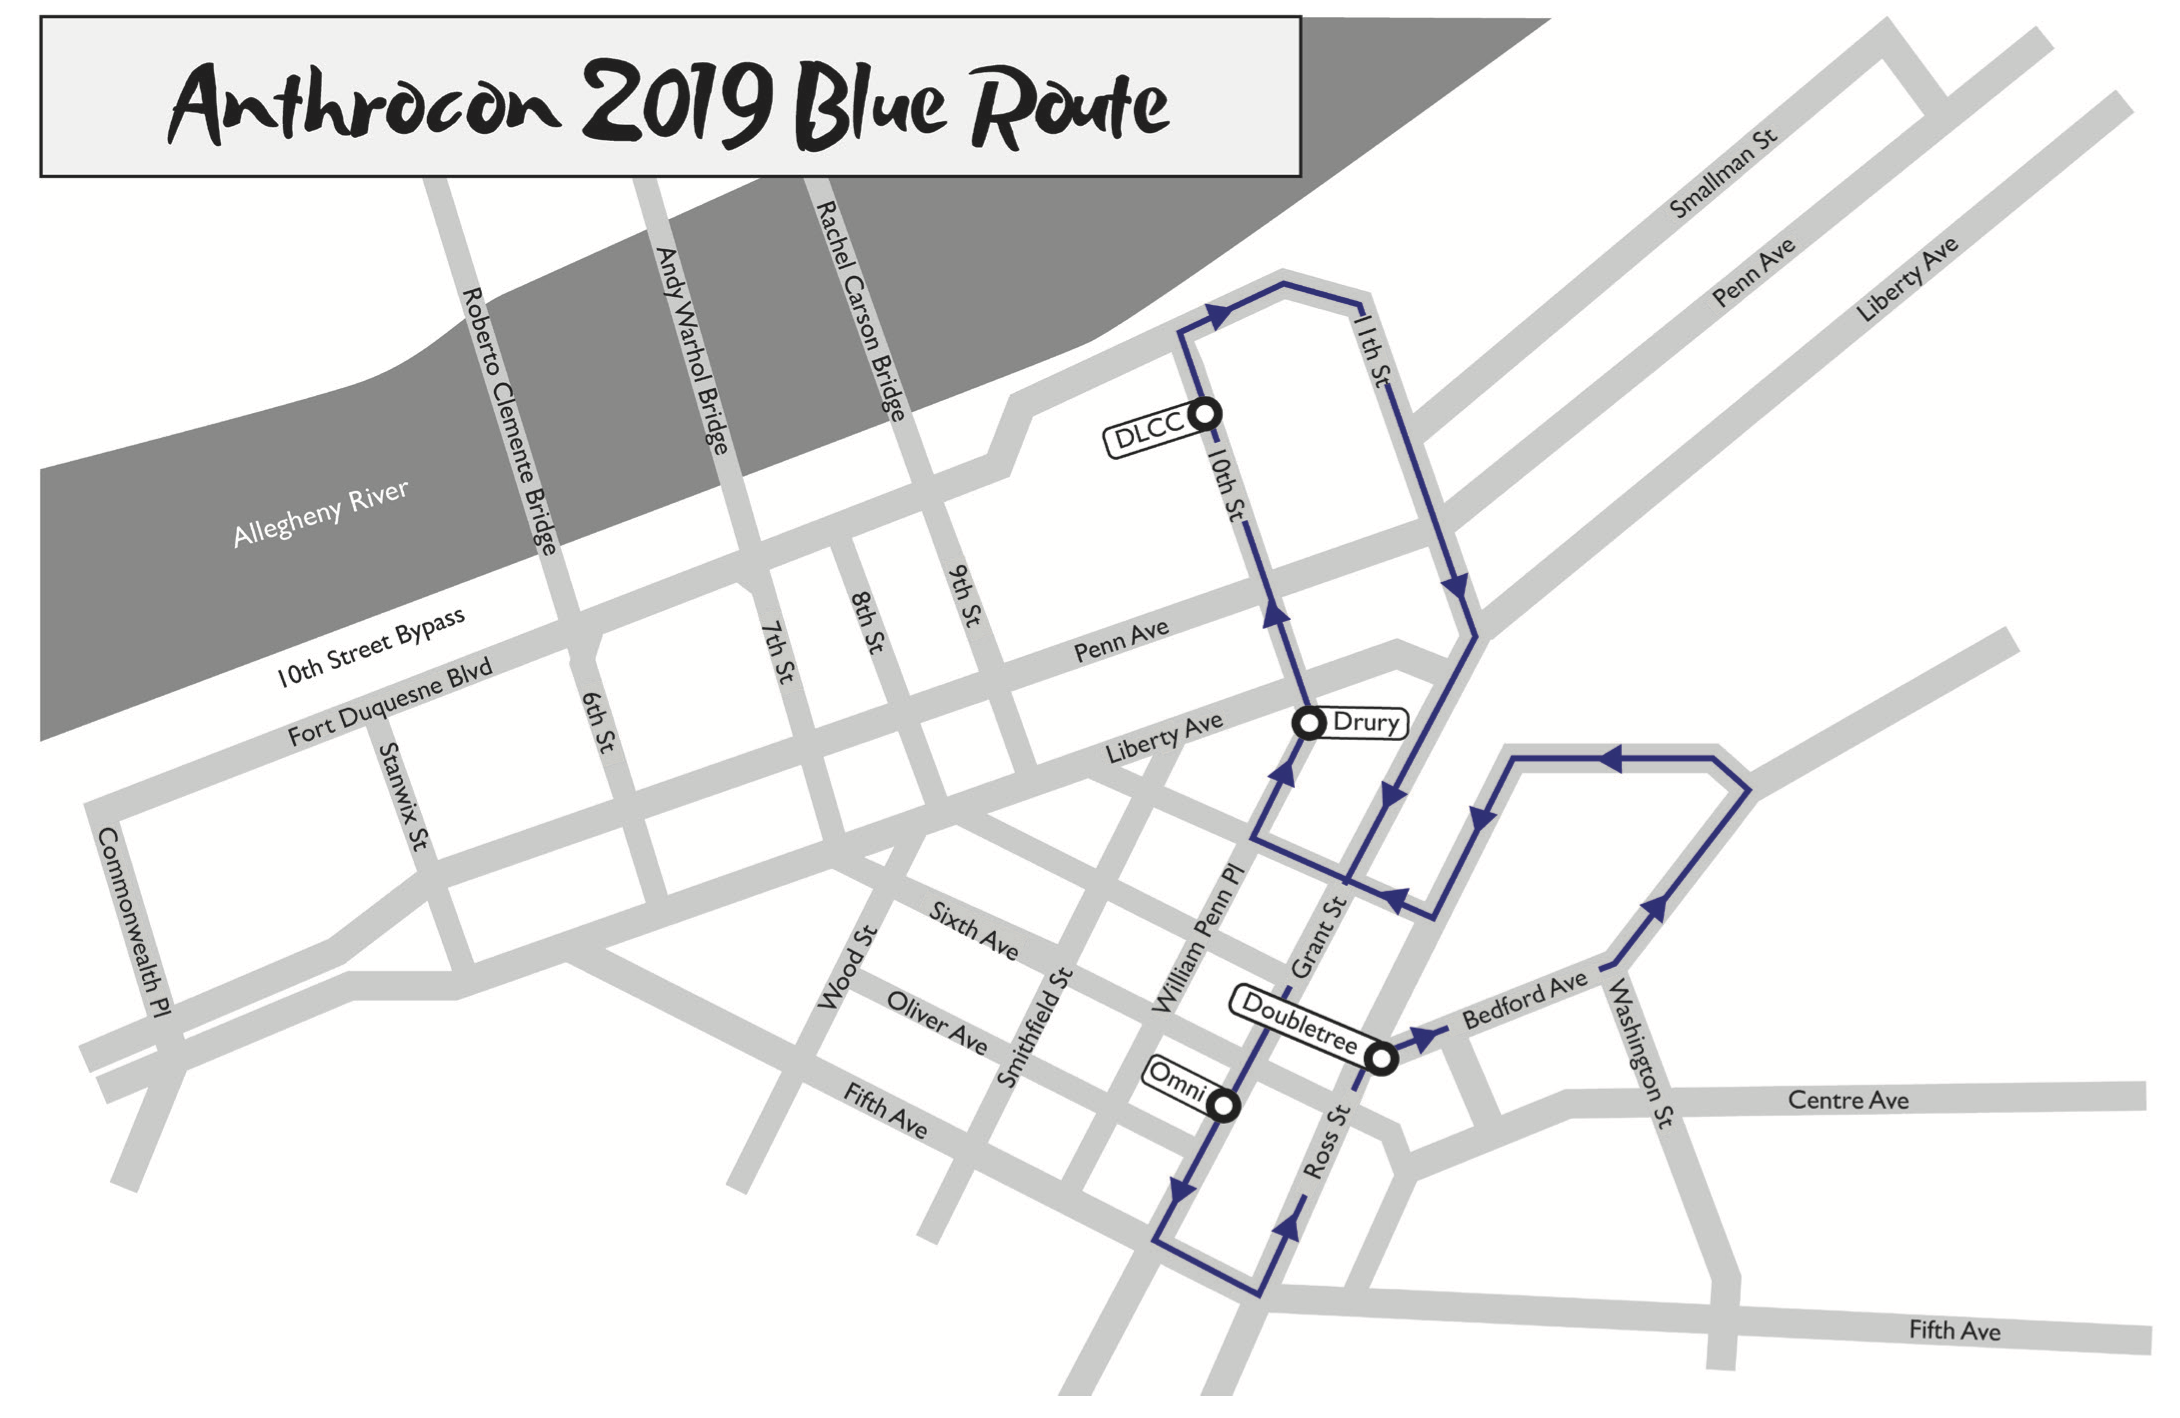 Anthrocon 2019 Blue Route
Smallman St
Penn Ave
Liberty Ave
Rachel Carson Bridge
Andy Warhol Bridge
Roberto Clemente Bridge
11th St
DLCC
10th St
Allegheny River
9th St
8th St
7th St
10th Street Bypass
Penn Ave
Fort Duquesne Blvd
6th St
Drury
Liberty Ave
Stanwix St
Commonwealth Pl
William Penn Pl
Grant St
Sixth Ave
Wood St
Oliver Ave
Smithfield St
Doubletree
Bedford Ave
Washington St
Omni
Fifth Ave
Ross St
Centre Ave
Fifth Ave